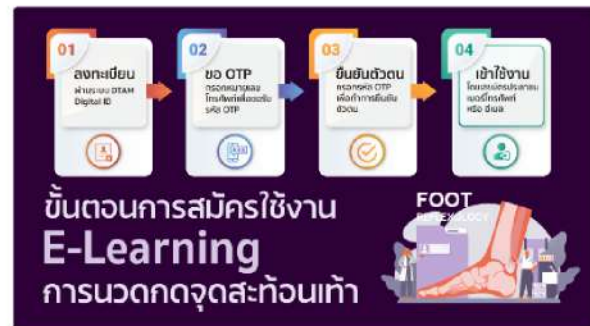 01
ลงทะเบียน
ผ่านระบบ DTAM
Digital ID
02
ขอ OTP
กรอกหมายเลข
โทรศัพท์เพื่อขอรับ
รหัส OTP
03
ยืนยันตัวตน
กรอกรหัส OTP
เพื่อทำการยืนยัน
ตัวตน
04
เข้าใช้งาน
โดยเลขบัตรประชาชน
เบอร์โทรศัพท์
หรือ อีเมล
ขั้นตอนการสมัครใช้งาน
E-Learning
การนวดกดจุดสะท้อนเท้า
FOOT
REFLEXOLOGY